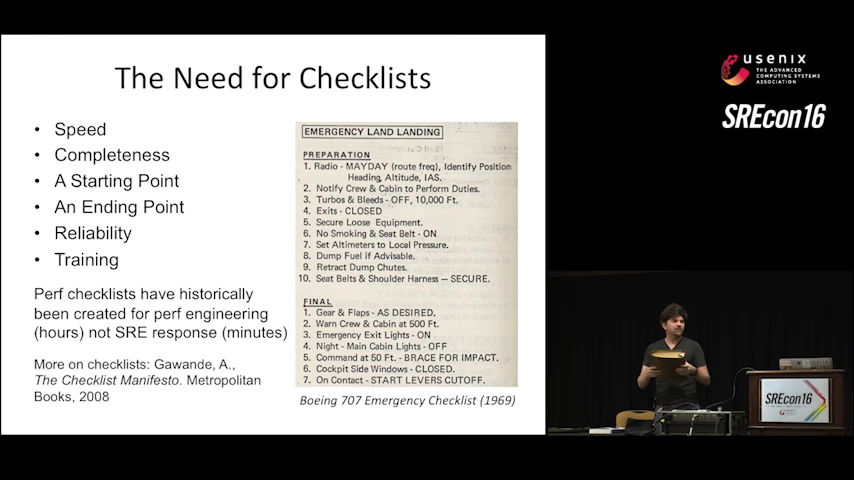 The Need for Checklists
• Speed
• Completeness
• A Starting Point
• An Ending Point
• Reliability
• Training
Perf checklists have historically
been created for perf engineering
(hours) not SRE response (minutes)
More on checklists: Gawande, A.,
The Checklist Manifesto. Metropolitan
Books, 2008
EMERGENCY LAND LANDING
PREPARATION
1. Radio - MAYDAY (route freq), Identify Position
Heading, Altitude, IAS.
2. Notify Crew & Cabin to Perform Duties.
3. Turbos & Bleeds - OFF, 10,000 Ft.
4. Exits - CLOSED
5. Secure Loose Equipment.
6. No Smoking & Seat Belt - ON
7. Set Altimeters to Local Pressure.
8. Dump Fuel if Advisable.
9. Retract Dump Chutes.
10. Seat Belts & Shoulder Harness – SECURE.
FINAL
1. Gear & Flaps - AS DESIRED.
2. Warn Crew & Cabin at 500 Ft.
3. Emergency Exit Lights - ON
4. Night - Main Cabin Lights - OFF
5. Command at 50 Ft. - BRACE FOR IMPACT.
6. Cockpit Side Windows - CLOSED.
7. On Contact - START LEVERS CUTOFF.
Boeing 707 Emergency Checklist (1969)
usenix
THE ADVANCED
COMPUTING SYSTEMS
ASSOCIATION
SREcon16
SREcon16
usenix